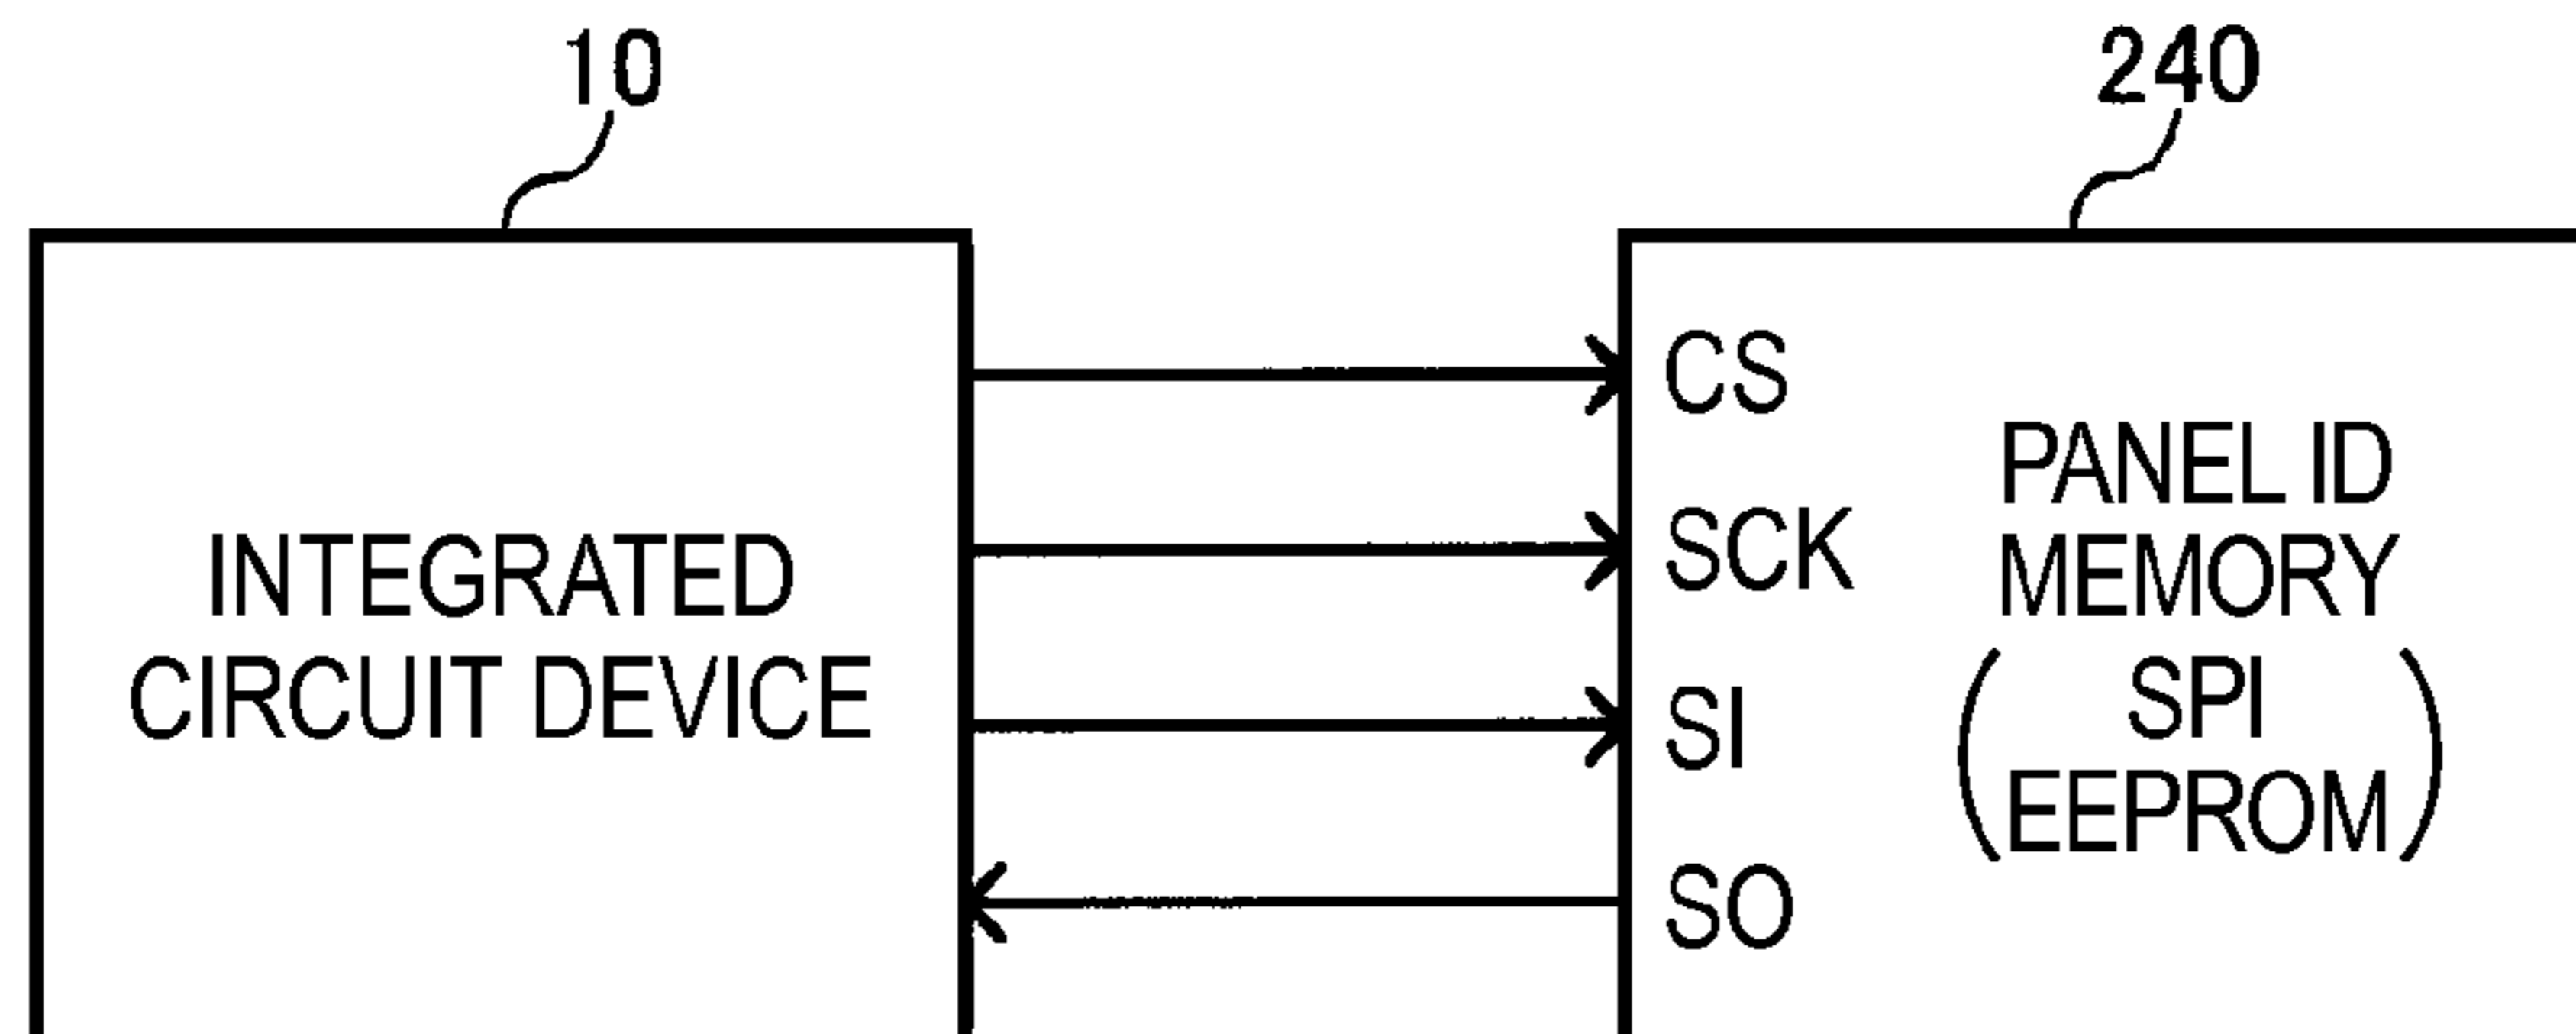 10
240
INTEGRATED
CIRCUIT DEVICE
CS
SCK
SI
SO
PANEL ID
MEMORY
(SPI
EEPROM)